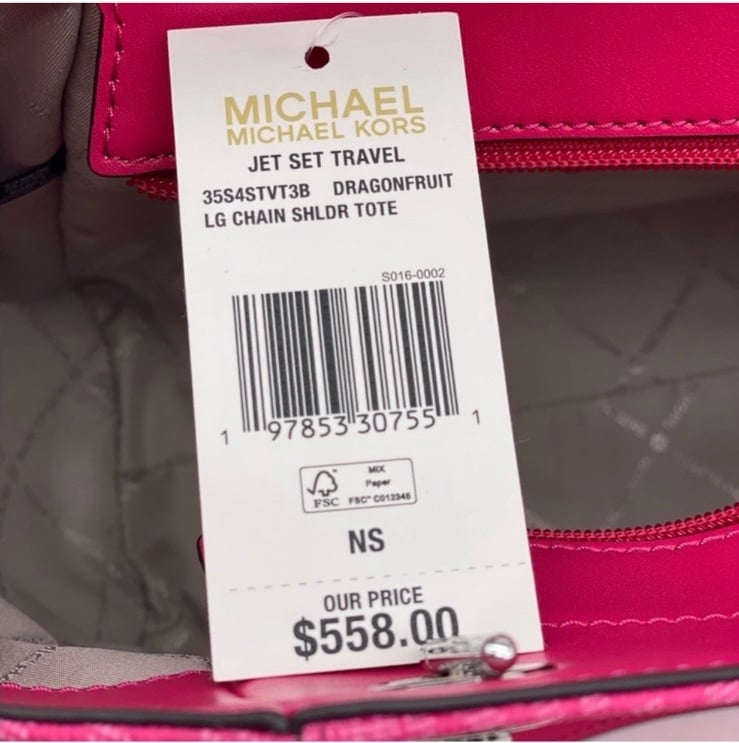 MICHAEL
MICHAEL KORS
JET SET TRAVEL
35S4STVT3B DRAGONFRUIT
LG CHAIN SHLDR TOTE
S016-0002
1 97853 30755 1
FSC
MIX
Paper
FSC® C012345
NS
OUR PRICE
$558.00